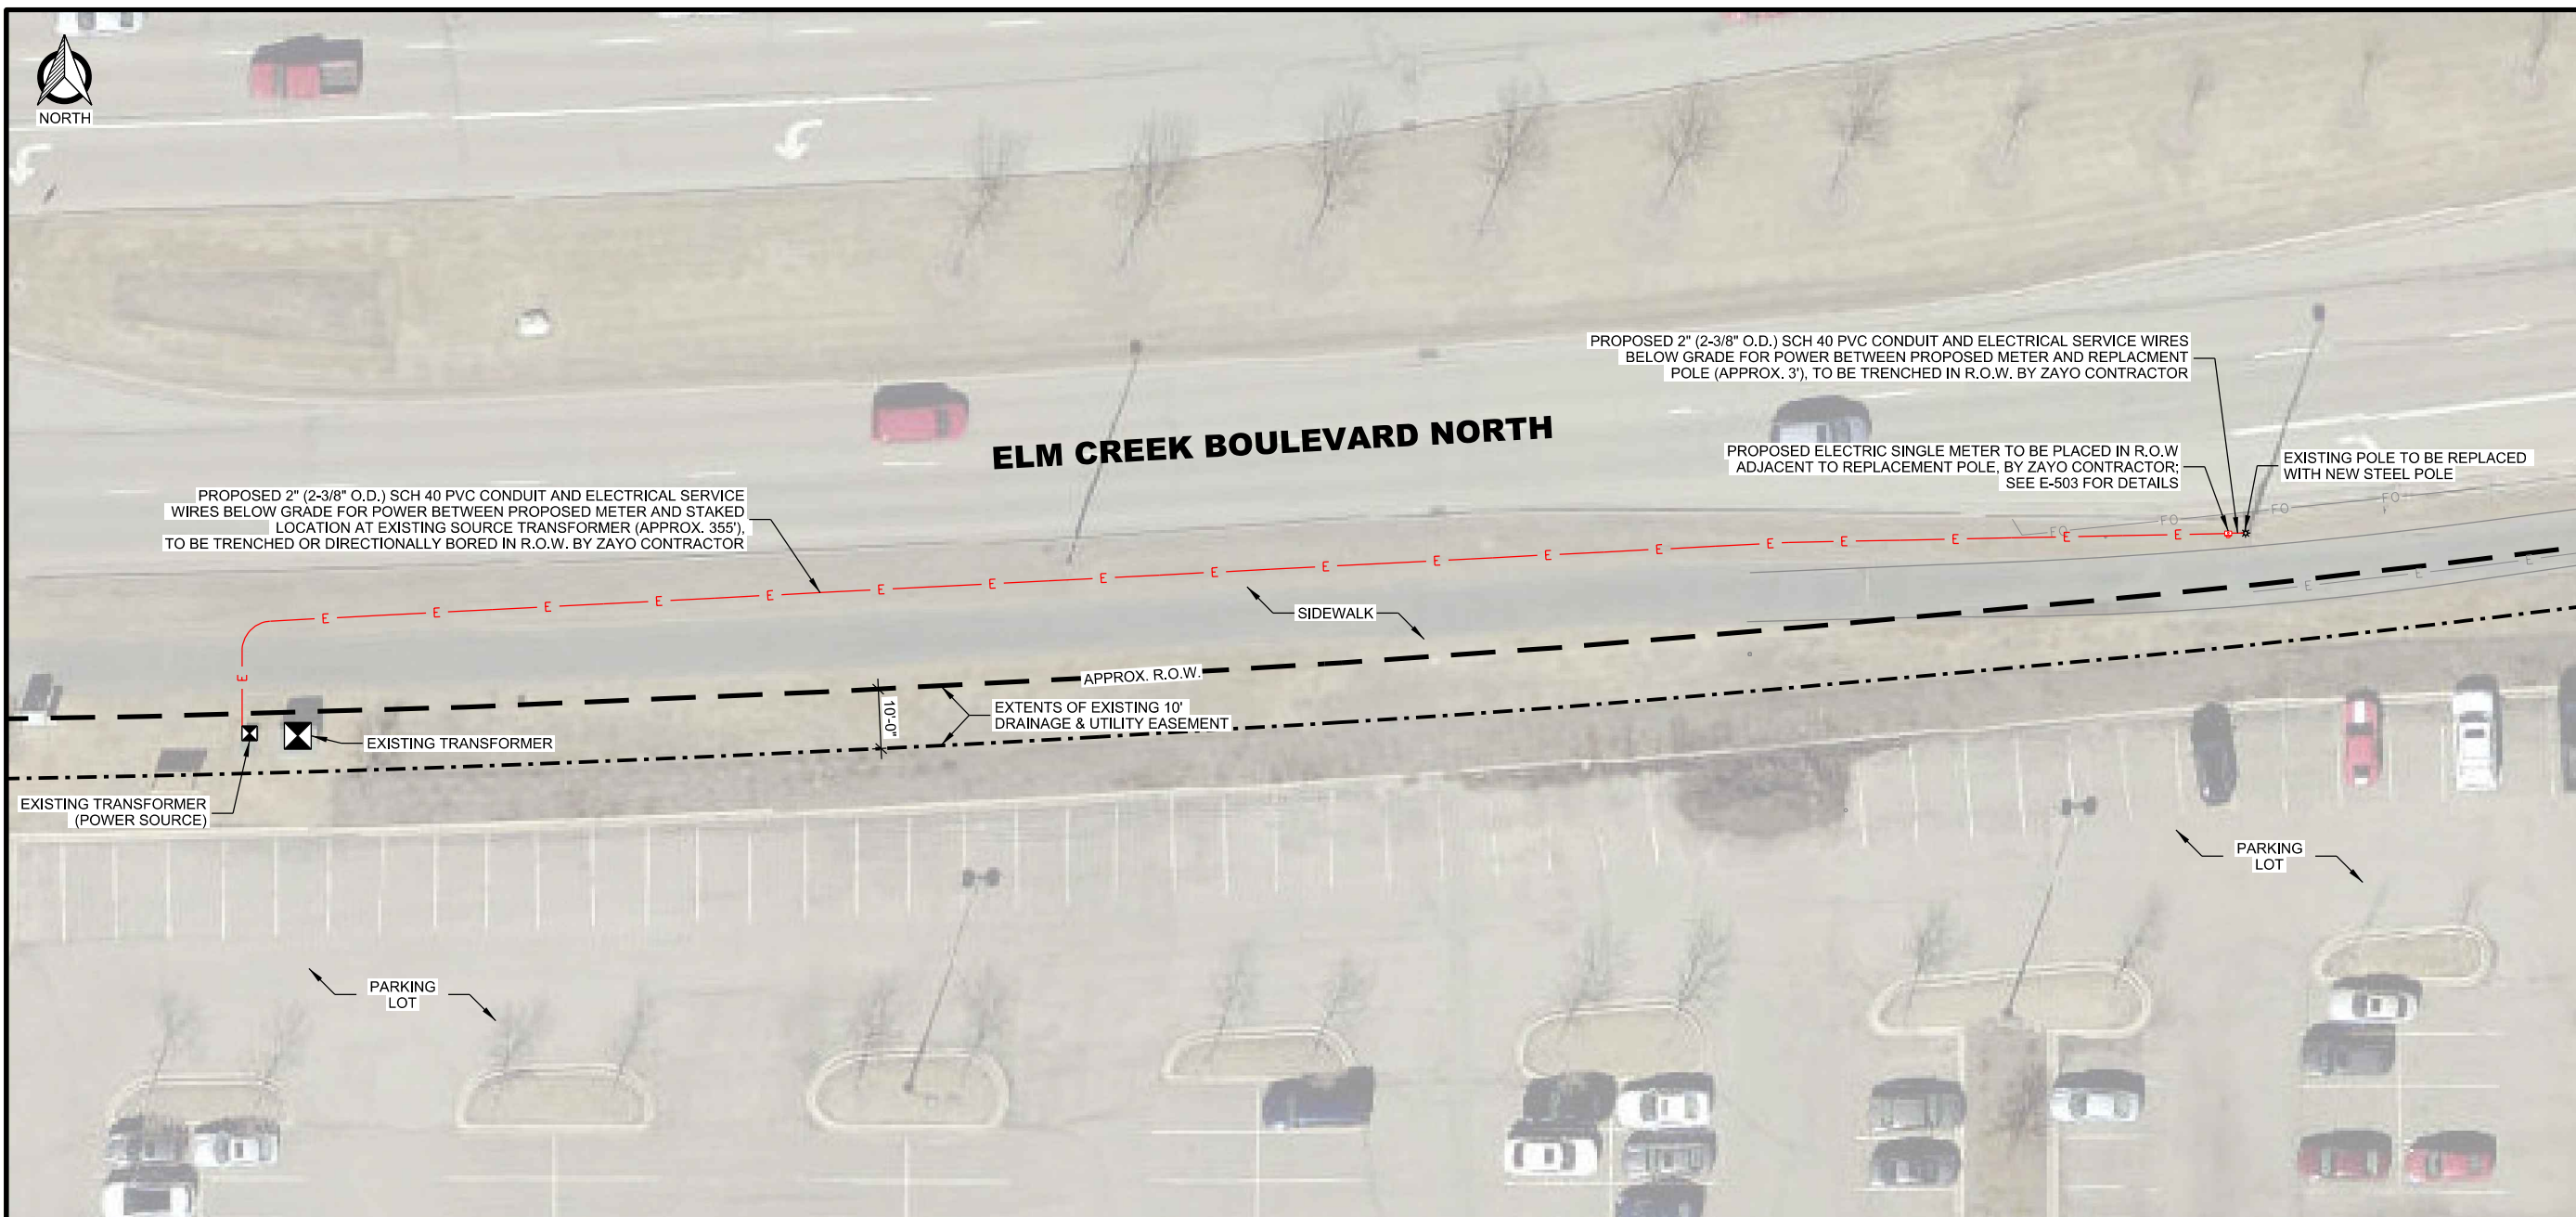 NORTH
PROPOSED 2" (2-3/8" O.D.) SCH 40 PVC CONDUIT AND ELECTRICAL SERVICE WIRES
BELOW GRADE FOR POWER BETWEEN PROPOSED METER AND REPLACMENT
POLE (APPROX. 3'), TO BE TRENCHED IN R.O.W. BY ZAYO CONTRACTOR
ELM CREEK BOULEVARD NORTH
PROPOSED ELECTRIC SINGLE METER TO BE PLACED IN R.O.W
ADJACENT TO REPLACEMENT POLE, BY ZAYO CONTRACTOR;
SEE E-503 FOR DETAILS
EXISTING POLE TO BE REPLACED
WITH NEW STEEL POLE
PROPOSED 2" (2-3/8" O.D.) SCH 40 PVC CONDUIT AND ELECTRICAL SERVICE
WIRES BELOW GRADE FOR POWER BETWEEN PROPOSED METER AND STAKED
LOCATION AT EXISTING SOURCE TRANSFORMER (APPROX. 355'),
TO BE TRENCHED OR DIRECTIONALLY BORED IN R.O.W. BY ZAYO CONTRACTOR
FO FO FO FO
E E E E E E E E E E E E E E E E E E
E
E E E
SIDEWALK
APPROX. R.O.W.
10'-0"
EXTENTS OF EXISTING 10'
DRAINAGE & UTILITY EASEMENT
EXISTING TRANSFORMER
EXISTING TRANSFORMER
(POWER SOURCE)
PARKING
LOT
PARKING
LOT